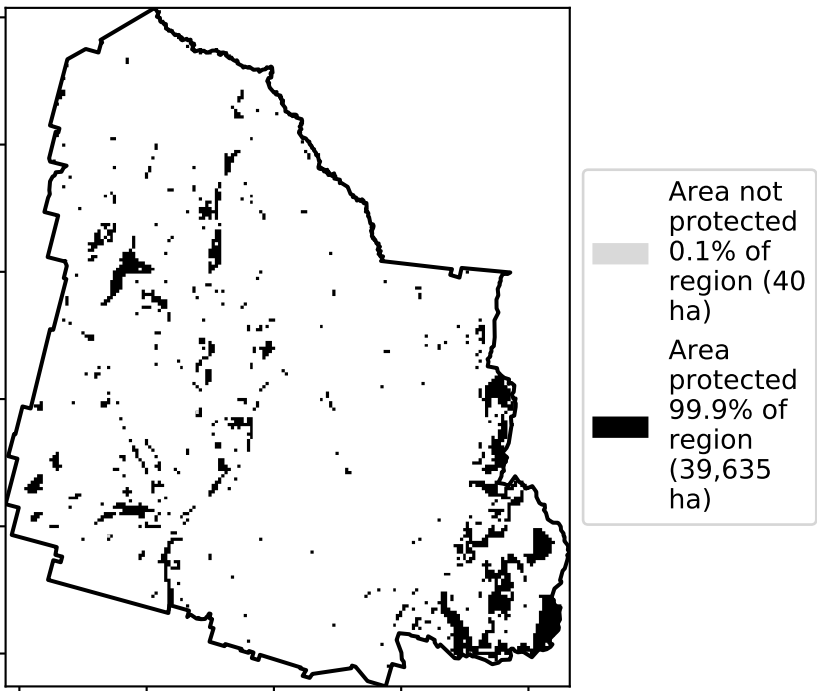 Area not
protected
0.1% of
region (40
ha)
Area
protected
99.9% of
region
(39,635
ha)